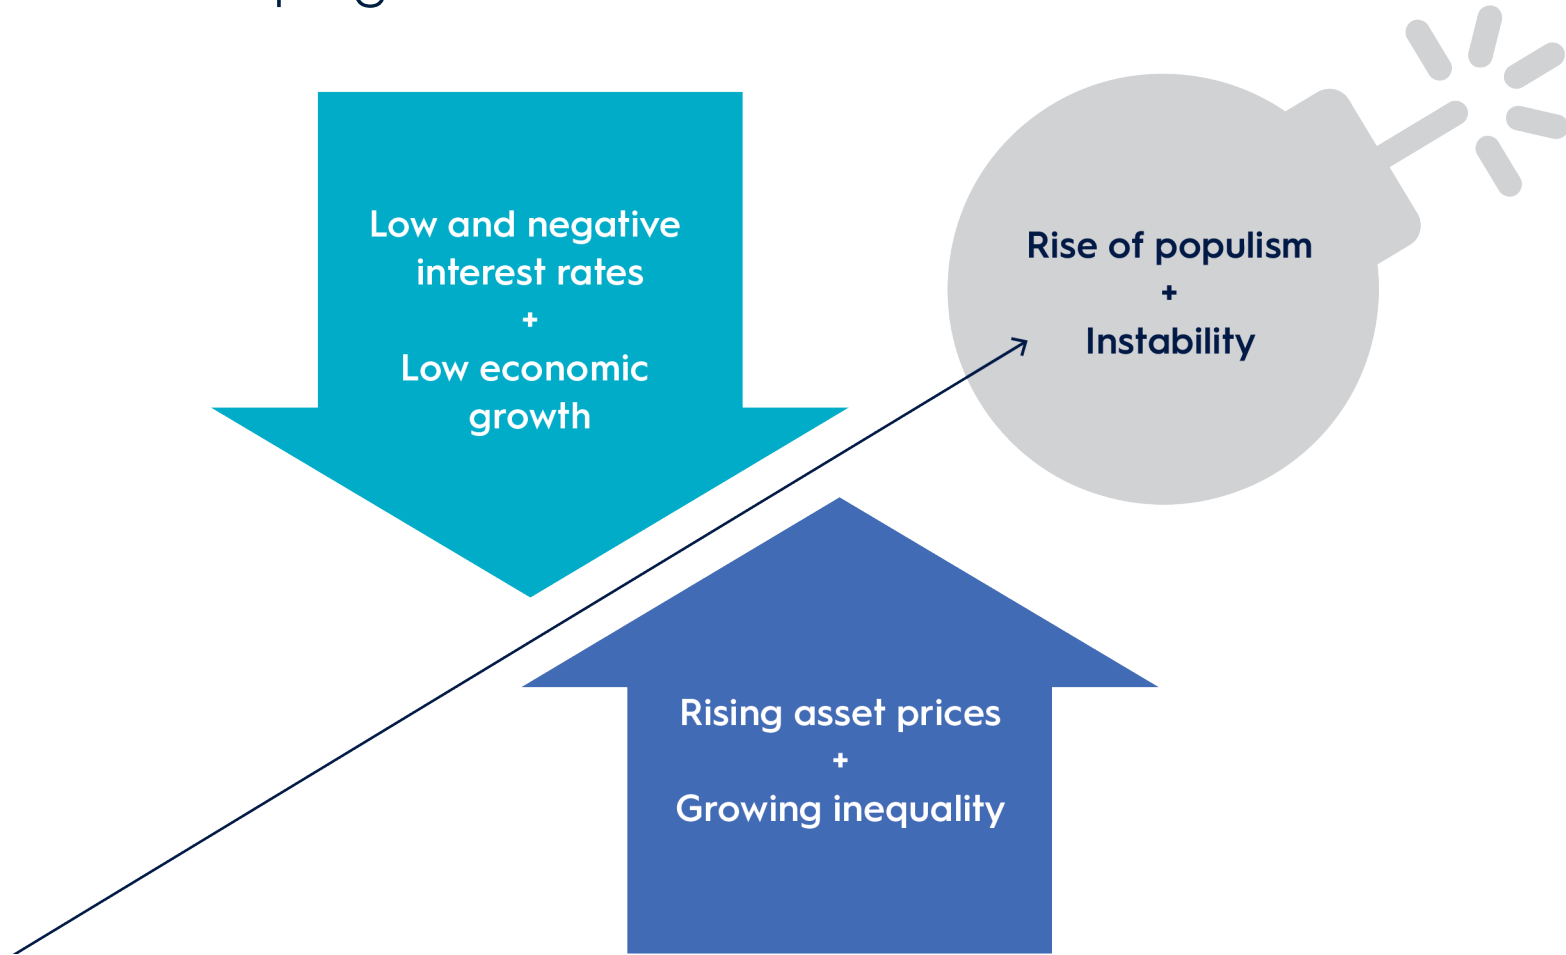 Low and negative
interest rates
+
Low economic
growth
Rise of populism
+
Instability
Rising asset prices
+
Growing inequality